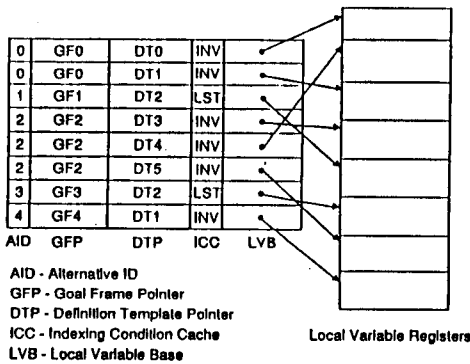 0 GF0 DT0 INV
0 GF0 DT1 INV
1 GF1 DT2 LST
2 GF2 DT3 INV
2 GF2 DT4 INV
2 GF2 DT5 INV
3 GF3 DT2 LST
4 GF4 DT1 INV
AID GFP DTP ICC LVB
AID - Alternative ID
GFP - Goal Frame Pointer
DTP - Definition Template Pointer
ICC - Indexing Condition Cache
LVB - Local Variable Base
Local Variable Registers